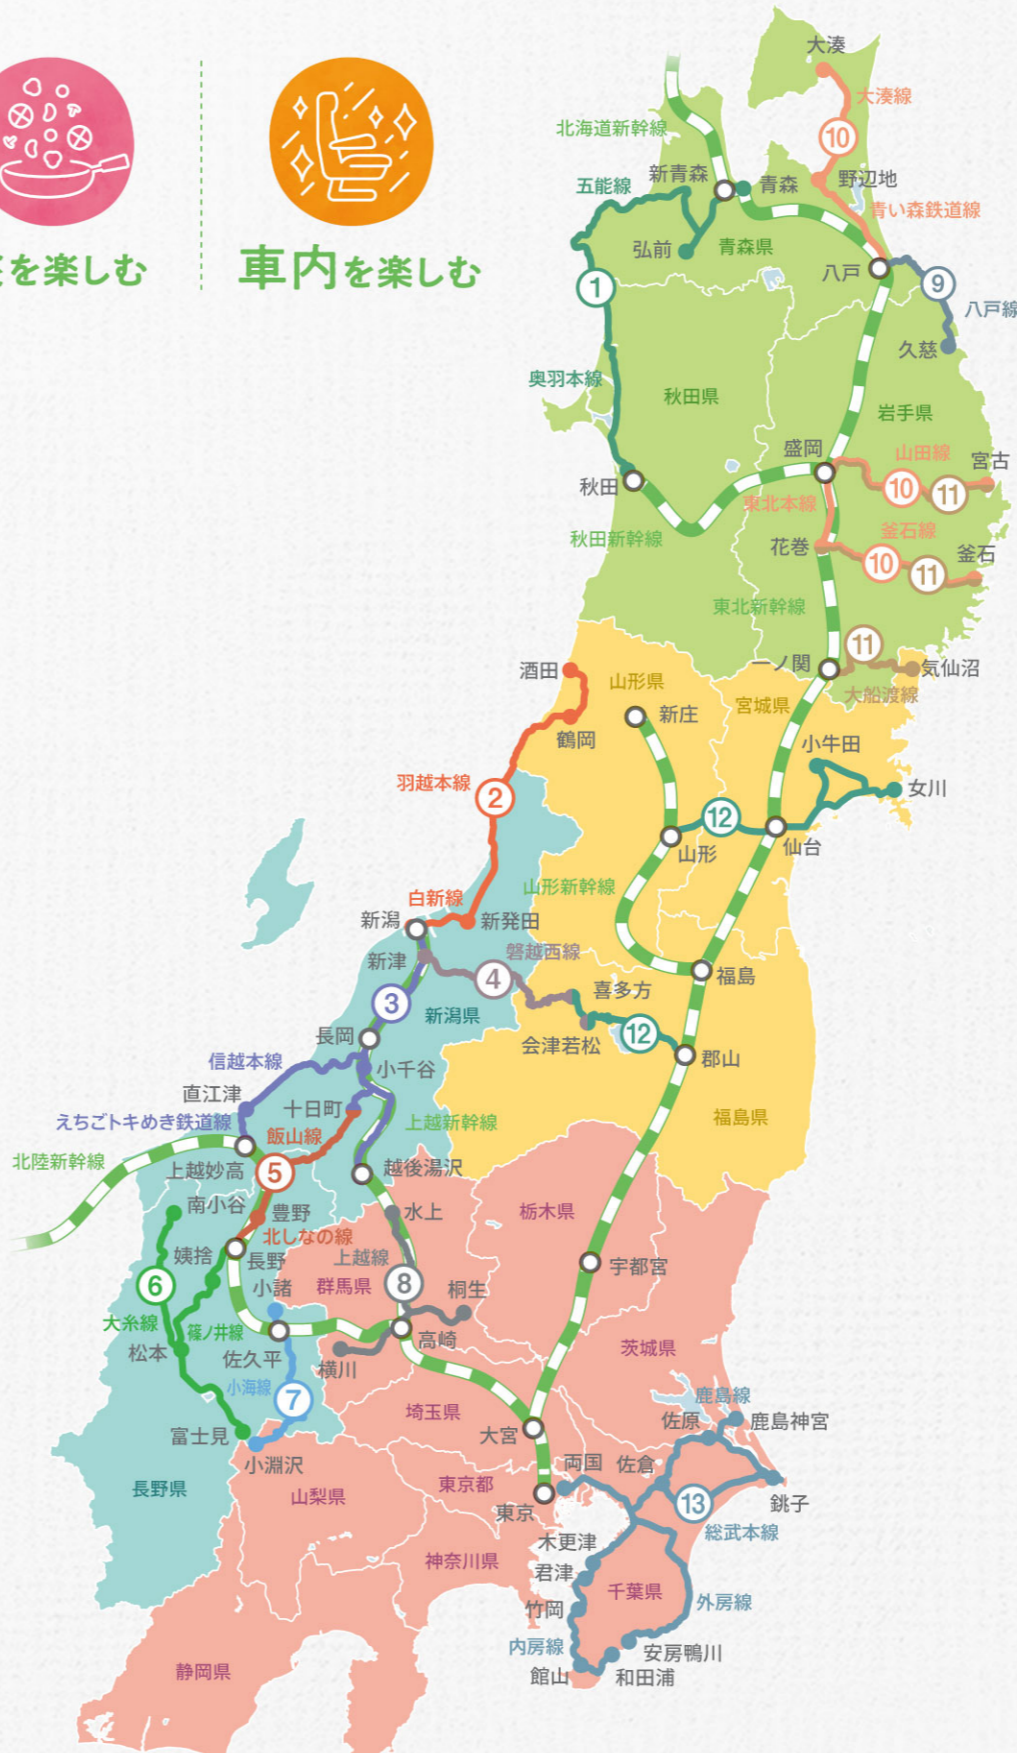 を楽しむ
車内を楽しむ
大湊
大湊線
10
北海道新幹線
新青森
青森
野辺地
五能線
青い森鉄道線
弘前
青森県
八戸
1
9
八戸線
久慈
奥羽本線
秋田県
岩手県
盛岡
山田線
宮古
秋田
10
11
東北本線
秋田新幹線
釜石線
花巻
釜石
10
11
東北新幹線
11
一ノ関
気仙沼
酒田
山形県
大船渡線
宮城県
新庄
鶴岡
小牛田
羽越本線
2
女川
12
山形
仙台
山形新幹線
白新線
新潟
新発田
新津
磐越西線
福島
4
喜多方
3
新潟県
会津若松
12
長岡
郡山
信越本線
小千谷
直江津
十日町
福島県
えちごトキめき鉄道線
飯山線
上越新幹線
北陸新幹線
上越妙高
5
越後湯沢
南小谷
豊野
水上
栃木県
北しなの線
姨捨
長野
上越線
宇都宮
6
小諸
群馬県
8
桐生
大糸線
篠ノ井線
高崎
松本
佐久平
横川
茨城県
小海線
7
鹿島線
埼玉県
佐原
鹿島神宮
富士見
大宮
小淵沢
両国
佐倉
長野県
山梨県
東京都
13
銚子
東京
総武本線
木更津
神奈川県
君津
千葉県
竹岡
外房線
内房線
安房鴨川
館山
和田浦
静岡県